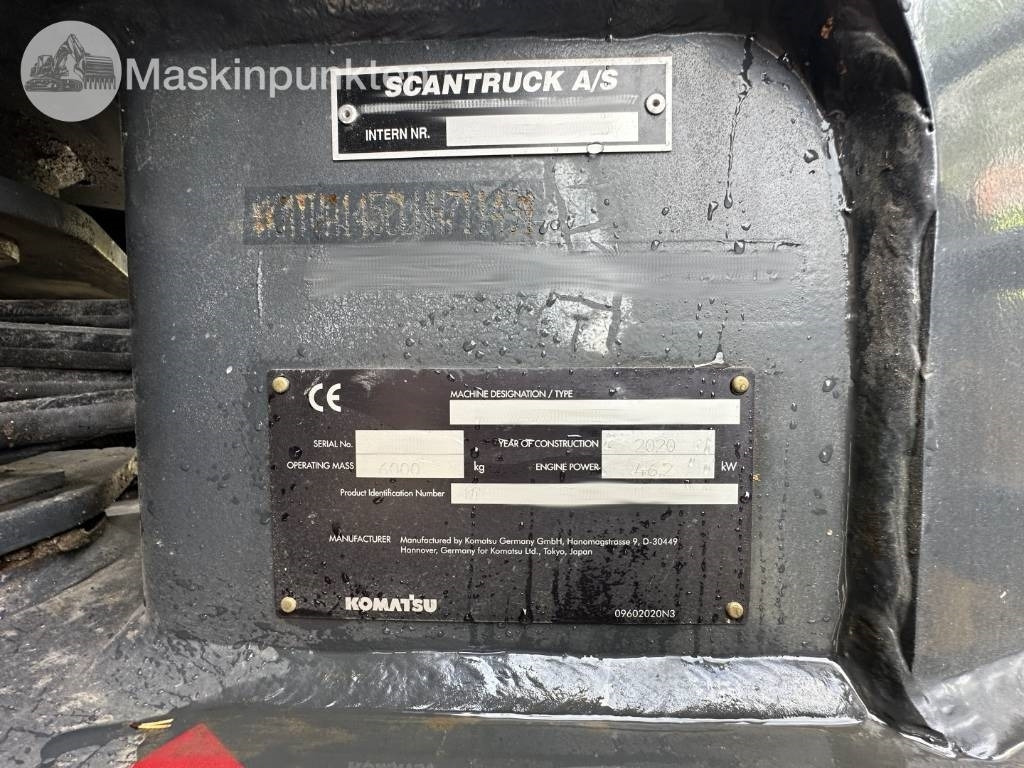 Maskinpunkten
SCANTRUCK A/S
INTERN NR.
CE
MACHINE DESIGNATION / TYPE
SERIAL No. YEAR OF CONSTRUCTION 2020
OPERATING MASS 6000 kg ENGINE POWER 46.2 kW
Product Identification Number
MANUFACTURER Manufactured by Komatsu Germany GmbH, Hanomagstrasse 9, D-30449
Hannover, Germany for Komatsu Ltd., Tokyo, Japan
KOMATSU 09602020N3